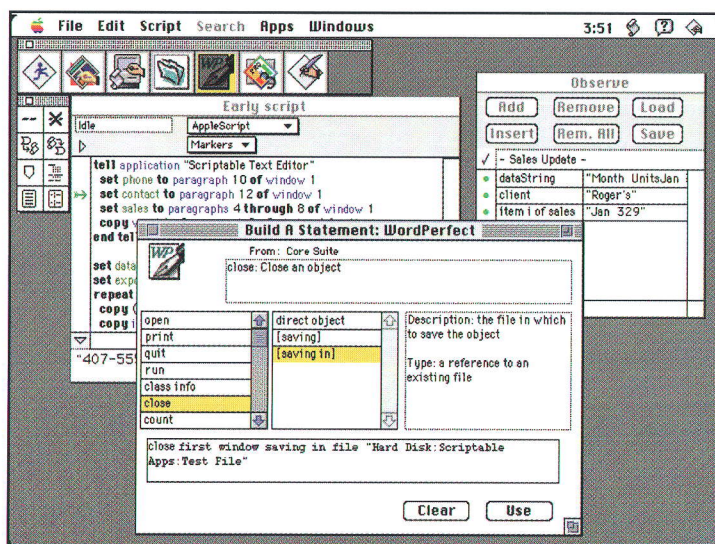 File Edit Script Search Apps Windows 3:51
WP
Early script
Idle
AppleScript
Markers
tell application "Scriptable Text Editor"
set phone to paragraph 10 of window 1
set contact to paragraph 12 of window 1
set sales to paragraphs 4 through 8 of window 1
copy
end tel
set data
set expo
repeat
copy (
copy i
"407-555
Observe
Add Remove Load
Insert Rem. All Save
✓ - Sales Update -
dataString "Month UnitsJan
client "Roger's"
item i of sales "Jan 329"
Build A Statement: WordPerfect
WP
From: Core Suite
close: Close an object
open
print
quit
run
class info
close
count
direct object
[saving]
[saving in]
Description: the file in which
to save the object
Type: a reference to an
existing file
close first window saving in file "Hard Disk:Scriptable
Apps:Test File"
Clear Use